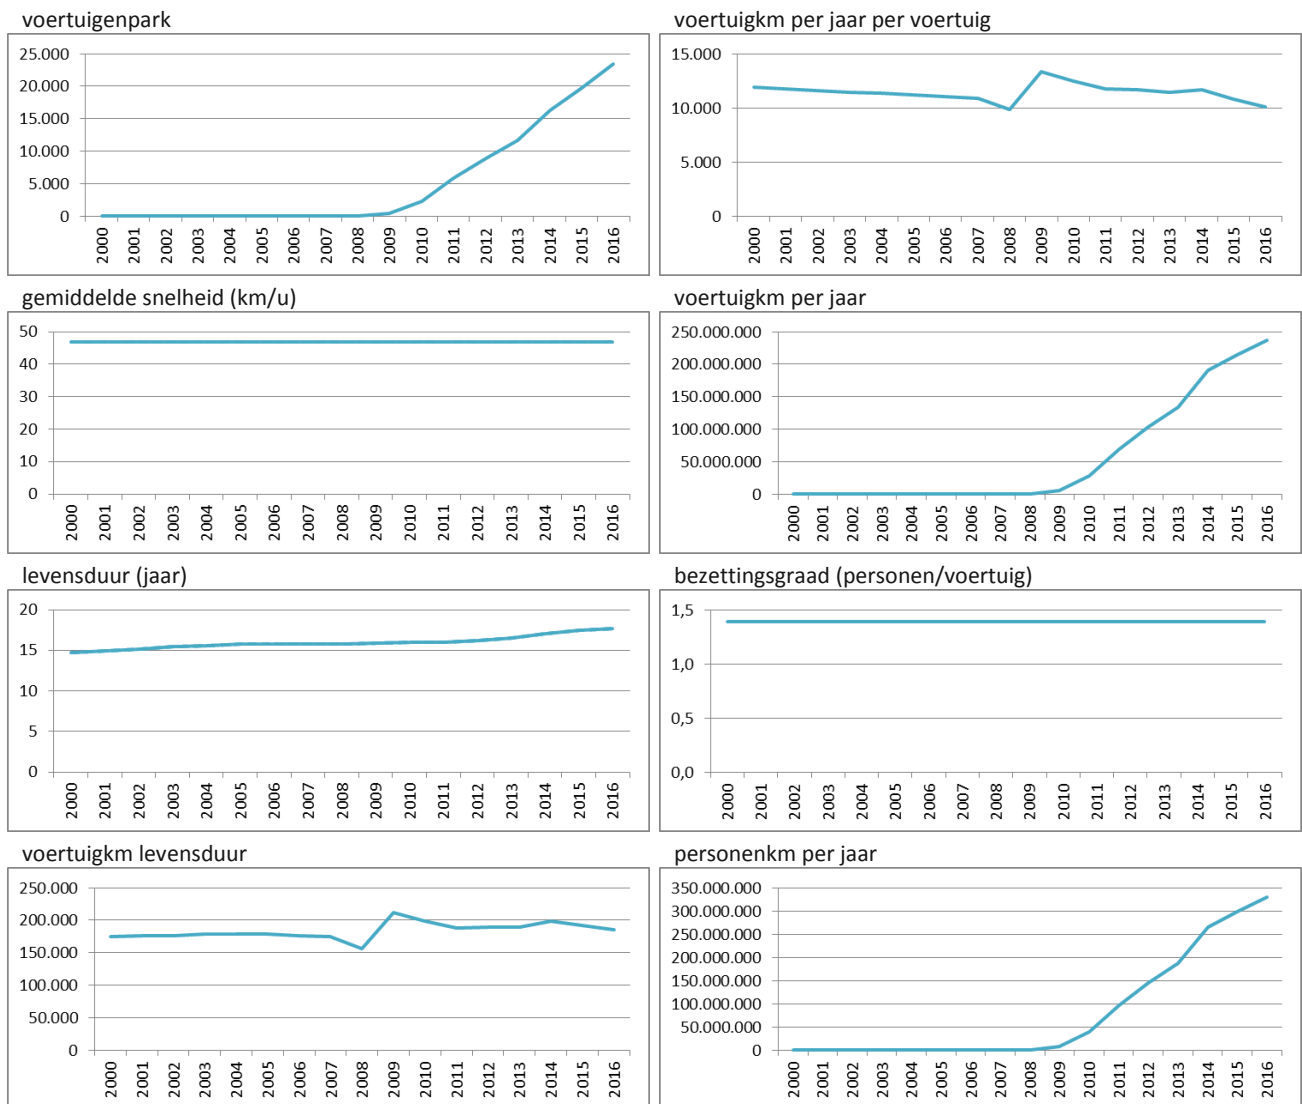 voertuigenpark
25.000
20.000
15.000
10.000
5.000
0
2000 2001 2002 2003 2004 2005 2006 2007 2008 2009 2010 2011 2012 2013 2014 2015 2016
voertuigkm per jaar per voertuig
15.000
10.000
5.000
0
2000 2001 2002 2003 2004 2005 2006 2007 2008 2009 2010 2011 2012 2013 2014 2015 2016
gemiddelde snelheid (km/u)
50
40
30
20
10
0
2000 2001 2002 2003 2004 2005 2006 2007 2008 2009 2010 2011 2012 2013 2014 2015 2016
voertuigkm per jaar
250.000.000
200.000.000
150.000.000
100.000.000
50.000.000
0
2000 2001 2002 2003 2004 2005 2006 2007 2008 2009 2010 2011 2012 2013 2014 2015 2016
levensduur (jaar)
20
15
10
5
0
2000 2001 2002 2003 2004 2005 2006 2007 2008 2009 2010 2011 2012 2013 2014 2015 2016
bezettingsgraad (personen/voertuig)
1,5
1,0
0,5
0,0
2000 2001 2002 2003 2004 2005 2006 2007 2008 2009 2010 2011 2012 2013 2014 2015 2016
voertuigkm levensduur
250.000
200.000
150.000
100.000
50.000
0
2000 2001 2002 2003 2004 2005 2006 2007 2008 2009 2010 2011 2012 2013 2014 2015 2016
personenkm per jaar
350.000.000
300.000.000
250.000.000
200.000.000
150.000.000
100.000.000
50.000.000
0
2000 2001 2002 2003 2004 2005 2006 2007 2008 2009 2010 2011 2012 2013 2014 2015 2016